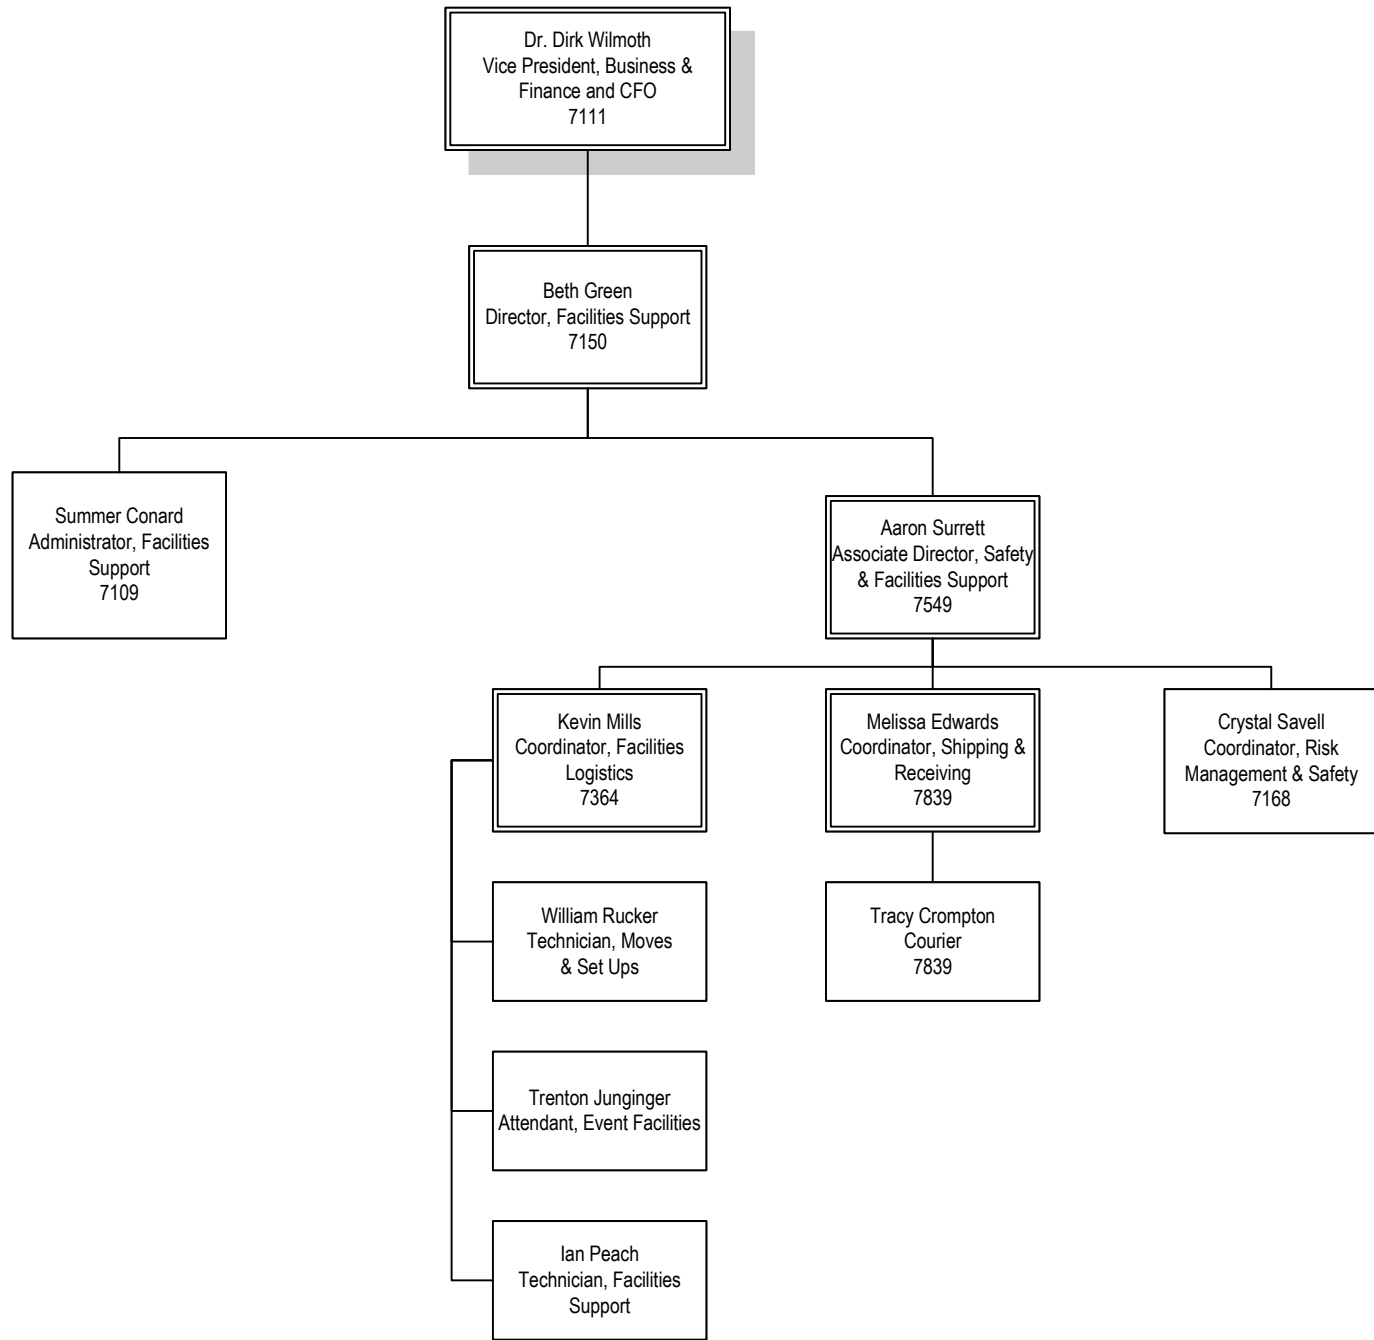 Dr. Dirk Wilmoth
Vice President, Business &
Finance and CFO
7111
Beth Green
Director, Facilities Support
7150
Summer Conard
Administrator, Facilities
Support
7109
Aaron Surrett
Associate Director, Safety
& Facilities Support
7549
Kevin Mills
Coordinator, Facilities
Logistics
7364
Melissa Edwards
Coordinator, Shipping &
Receiving
7839
Crystal Savell
Coordinator, Risk
Management & Safety
7168
William Rucker
Technician, Moves
& Set Ups
Tracy Crompton
Courier
7839
Trenton Junginger
Attendant, Event Facilities
Ian Peach
Technician, Facilities
Support